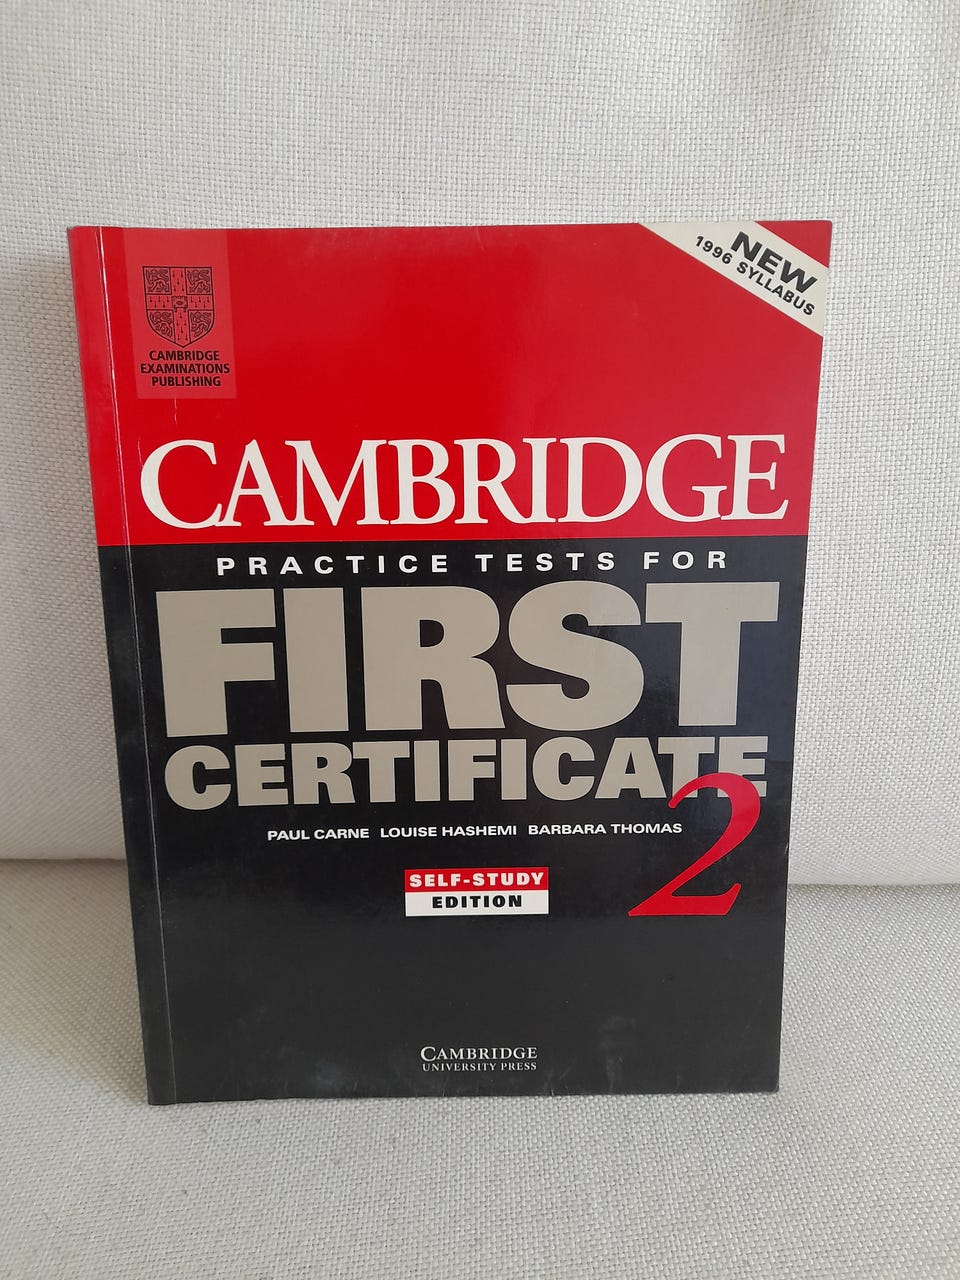 NEW
1996 SYLLABUS
CAMBRIDGE
EXAMINATIONS
PUBLISHING
CAMBRIDGE
PRACTICE TESTS FOR
FIRST
CERTIFICATE
2
PAUL CARNE LOUISE HASHEMI BARBARA THOMAS
SELF-STUDY
EDITION
CAMBRIDGE
UNIVERSITY PRESS